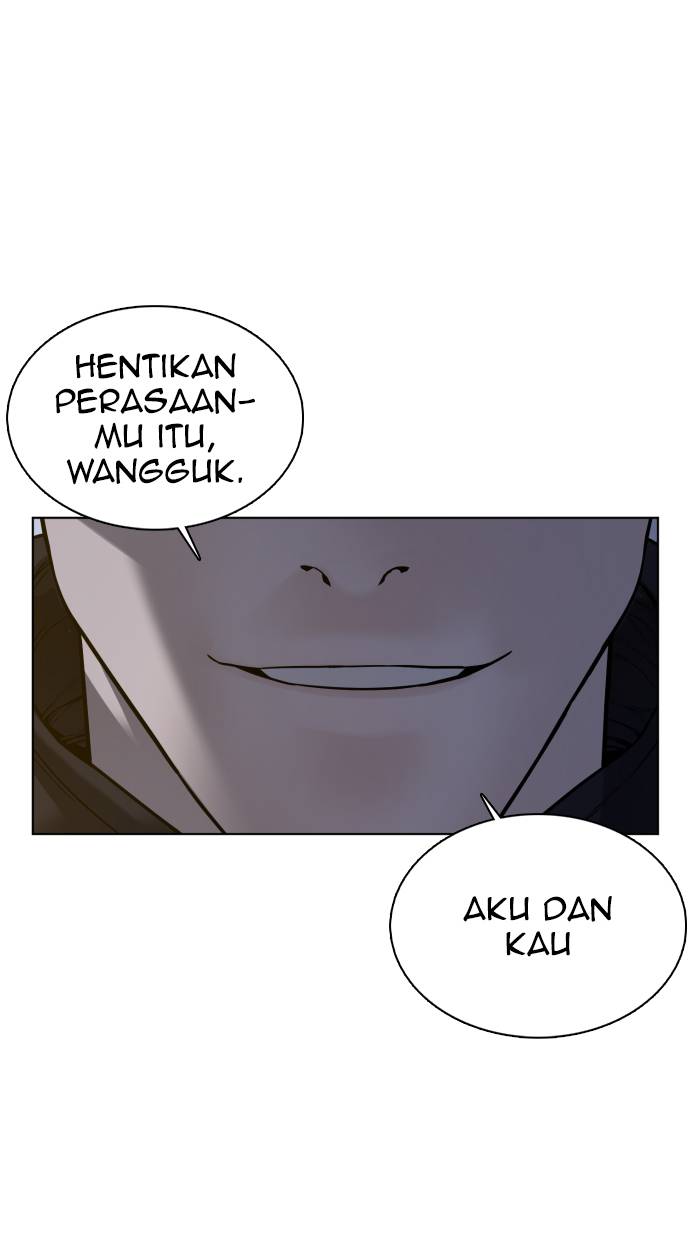 HENTIKAN
PERASAAN-
MU ITU,
WANGGUK.
AKU DAN
KAU